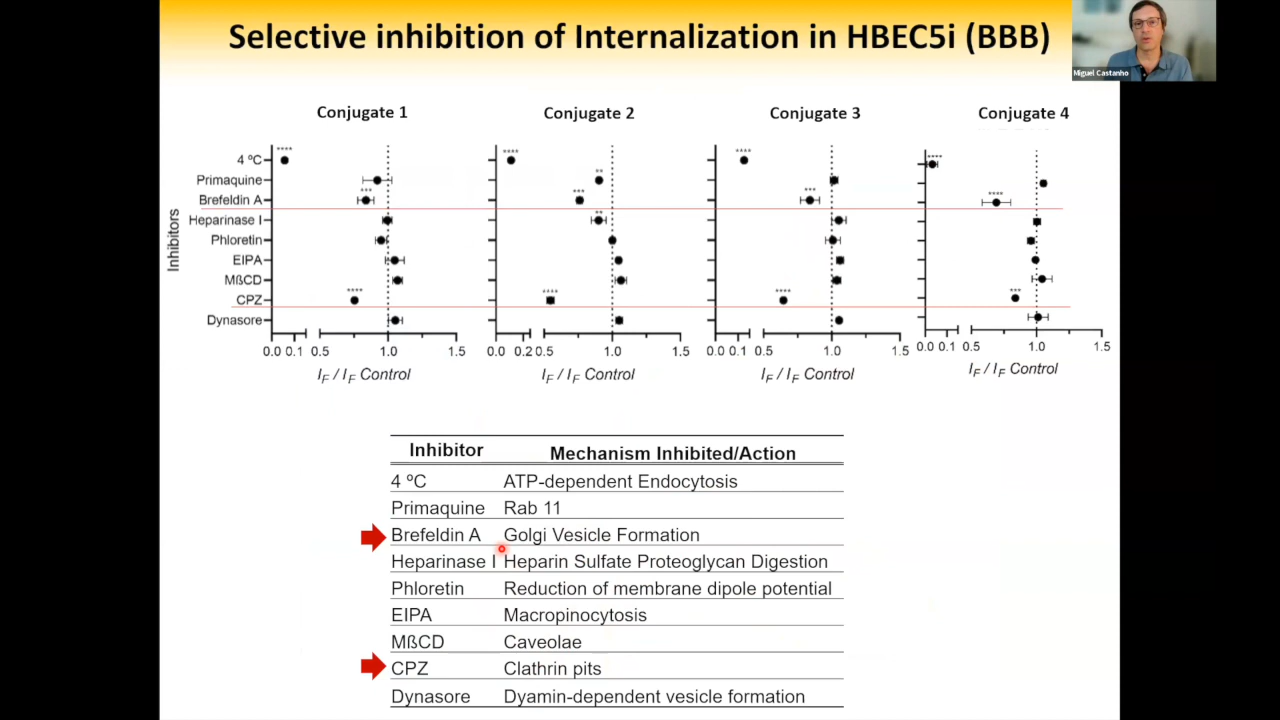 Selective inhibition of Internalization in HBEC5i (BBB)
Miguel Castanho
Conjugate 1 Conjugate 2 Conjugate 3 Conjugate 4
Inhibitors
4 ºC
Primaquine
Brefeldin A
Heparinase I
Phloretin
EIPA
MßCD
CPZ
Dynasore
**** *** ****
**** ** *** ** ****
**** *** ****
**** **** ***
0.0 0.1 0.5 1.0 1.5
0.0 0.2 0.5 1.0 1.5
0.0 0.1 0.5 1.0 1.5
0.0 0.1 0.5 1.0 1.5
IF / IF Control IF / IF Control IF / IF Control IF / IF Control
Inhibitor Mechanism Inhibited/Action
4 ºC ATP-dependent Endocytosis
Primaquine Rab 11
Brefeldin A Golgi Vesicle Formation
Heparinase I Heparin Sulfate Proteoglycan Digestion
Phloretin Reduction of membrane dipole potential
EIPA Macropinocytosis
MßCD Caveolae
CPZ Clathrin pits
Dynasore Dyamin-dependent vesicle formation